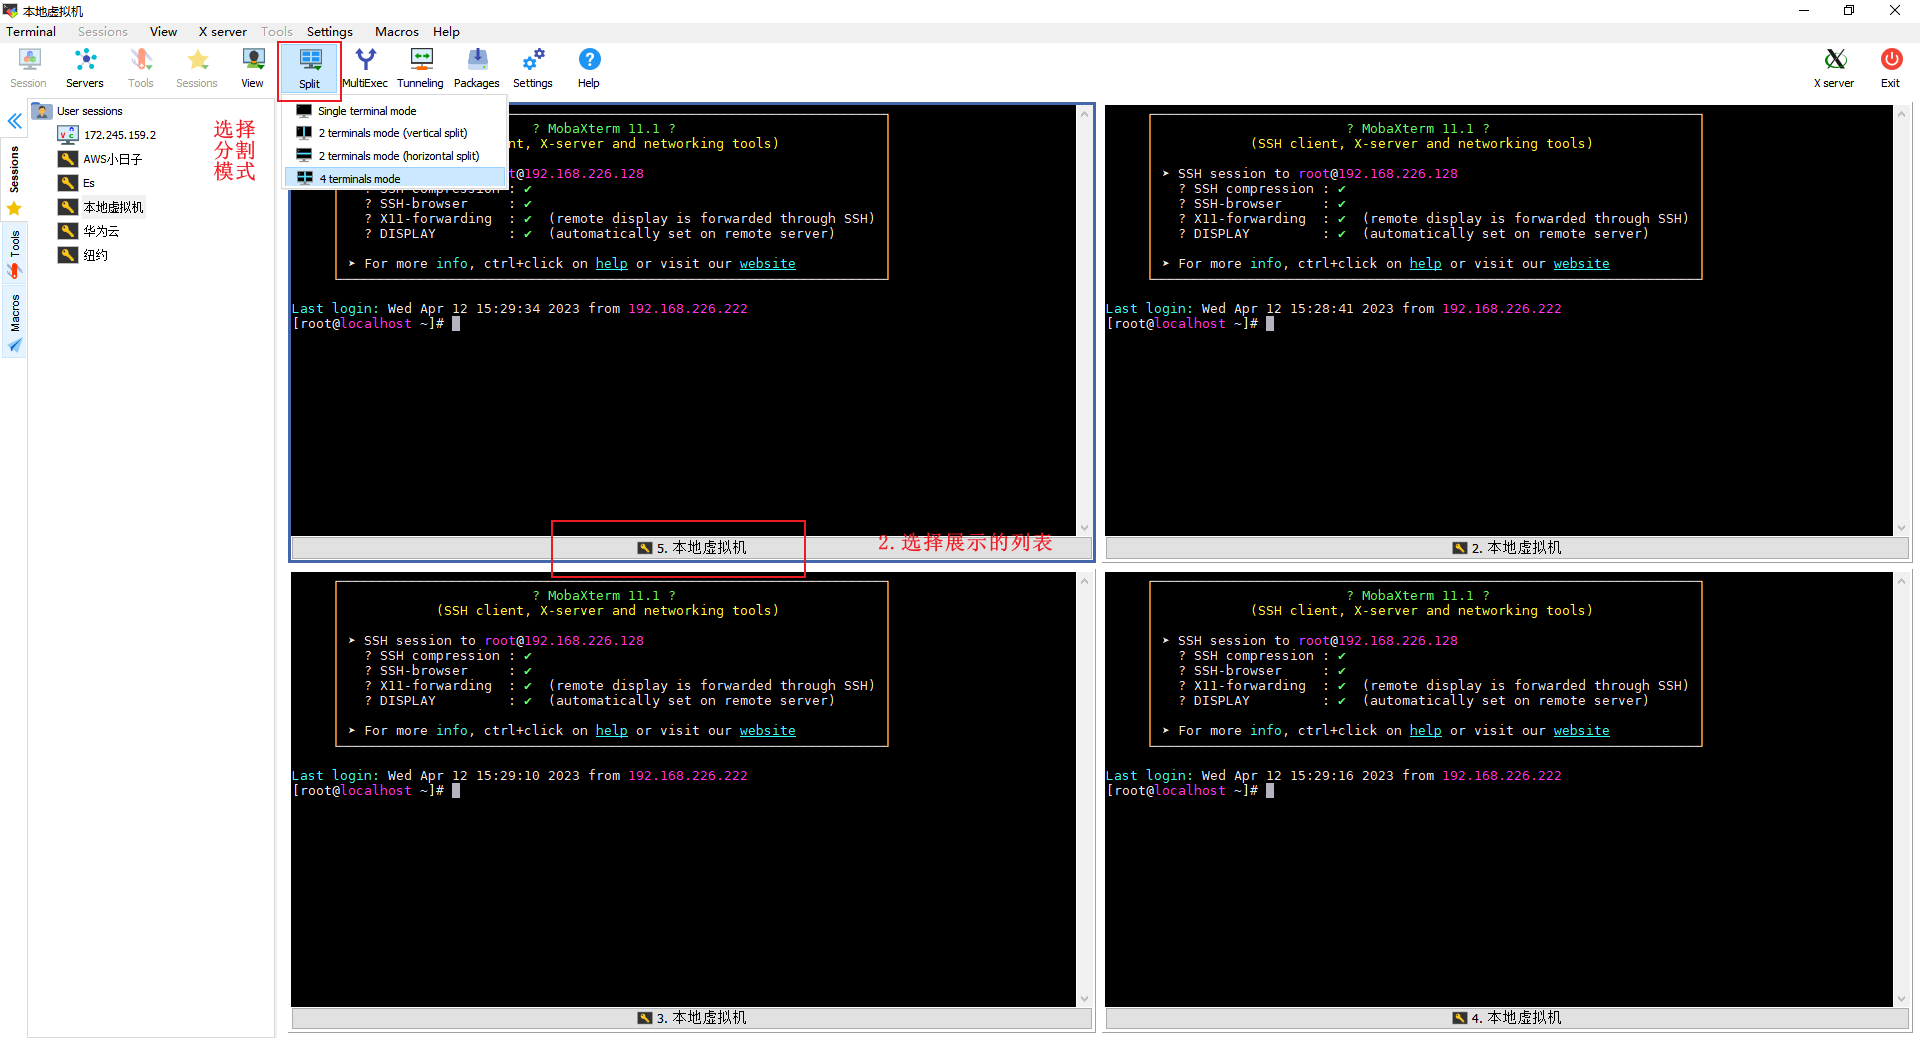 本地虚拟机
Terminal Sessions View X server Tools Settings Macros Help
Session Servers Tools Sessions View Split MultiExec Tunneling Packages Settings Help X server Exit
Sessions
Tools
Macros
User sessions
172.245.159.2
AWS小日子
Es
本地虚拟机
华为云
纽约
选择
分割
模式
Single terminal mode
2 terminals mode (vertical split)
2 terminals mode (horizontal split)
4 terminals mode
? MobaXterm 11.1 ?
nt, X-server and networking tools)
t@192.168.226.128
? SSH compression : ✔
? SSH-browser : ✔
? X11-forwarding : ✔ (remote display is forwarded through SSH)
? DISPLAY : ✔ (automatically set on remote server)
➤ For more info, ctrl+click on help or visit our website
Last login: Wed Apr 12 15:29:34 2023 from 192.168.226.222
[root@localhost ~]#
5. 本地虚拟机
2.选择展示的列表
? MobaXterm 11.1 ?
(SSH client, X-server and networking tools)
➤ SSH session to root@192.168.226.128
? SSH compression : ✔
? SSH-browser : ✔
? X11-forwarding : ✔ (remote display is forwarded through SSH)
? DISPLAY : ✔ (automatically set on remote server)
➤ For more info, ctrl+click on help or visit our website
Last login: Wed Apr 12 15:28:41 2023 from 192.168.226.222
[root@localhost ~]#
2. 本地虚拟机
? MobaXterm 11.1 ?
(SSH client, X-server and networking tools)
➤ SSH session to root@192.168.226.128
? SSH compression : ✔
? SSH-browser : ✔
? X11-forwarding : ✔ (remote display is forwarded through SSH)
? DISPLAY : ✔ (automatically set on remote server)
➤ For more info, ctrl+click on help or visit our website
Last login: Wed Apr 12 15:29:10 2023 from 192.168.226.222
[root@localhost ~]#
3. 本地虚拟机
? MobaXterm 11.1 ?
(SSH client, X-server and networking tools)
➤ SSH session to root@192.168.226.128
? SSH compression : ✔
? SSH-browser : ✔
? X11-forwarding : ✔ (remote display is forwarded through SSH)
? DISPLAY : ✔ (automatically set on remote server)
➤ For more info, ctrl+click on help or visit our website
Last login: Wed Apr 12 15:29:16 2023 from 192.168.226.222
[root@localhost ~]#
4. 本地虚拟机